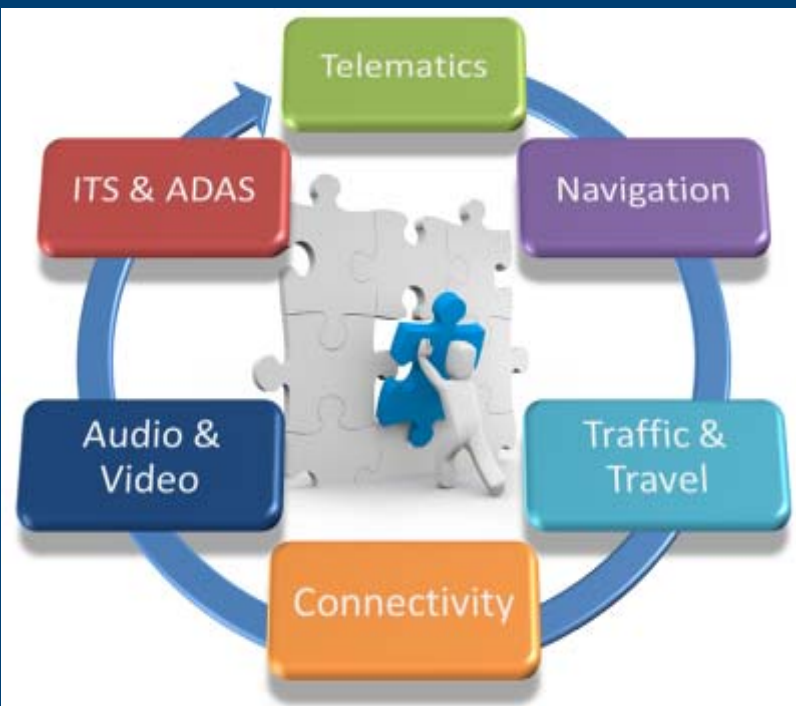 Telematics
Navigation
Traffic &
Travel
Connectivity
Audio &
Video
ITS & ADAS